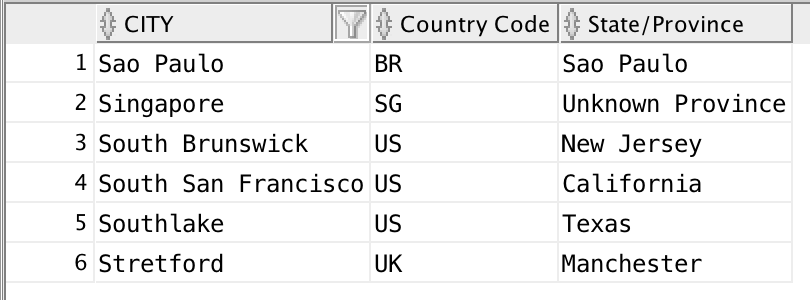 CITY Country Code State/Province
1 Sao Paulo BR Sao Paulo
2 Singapore SG Unknown Province
3 South Brunswick US New Jersey
4 South San Francisco US California
5 Southlake US Texas
6 Stretford UK Manchester